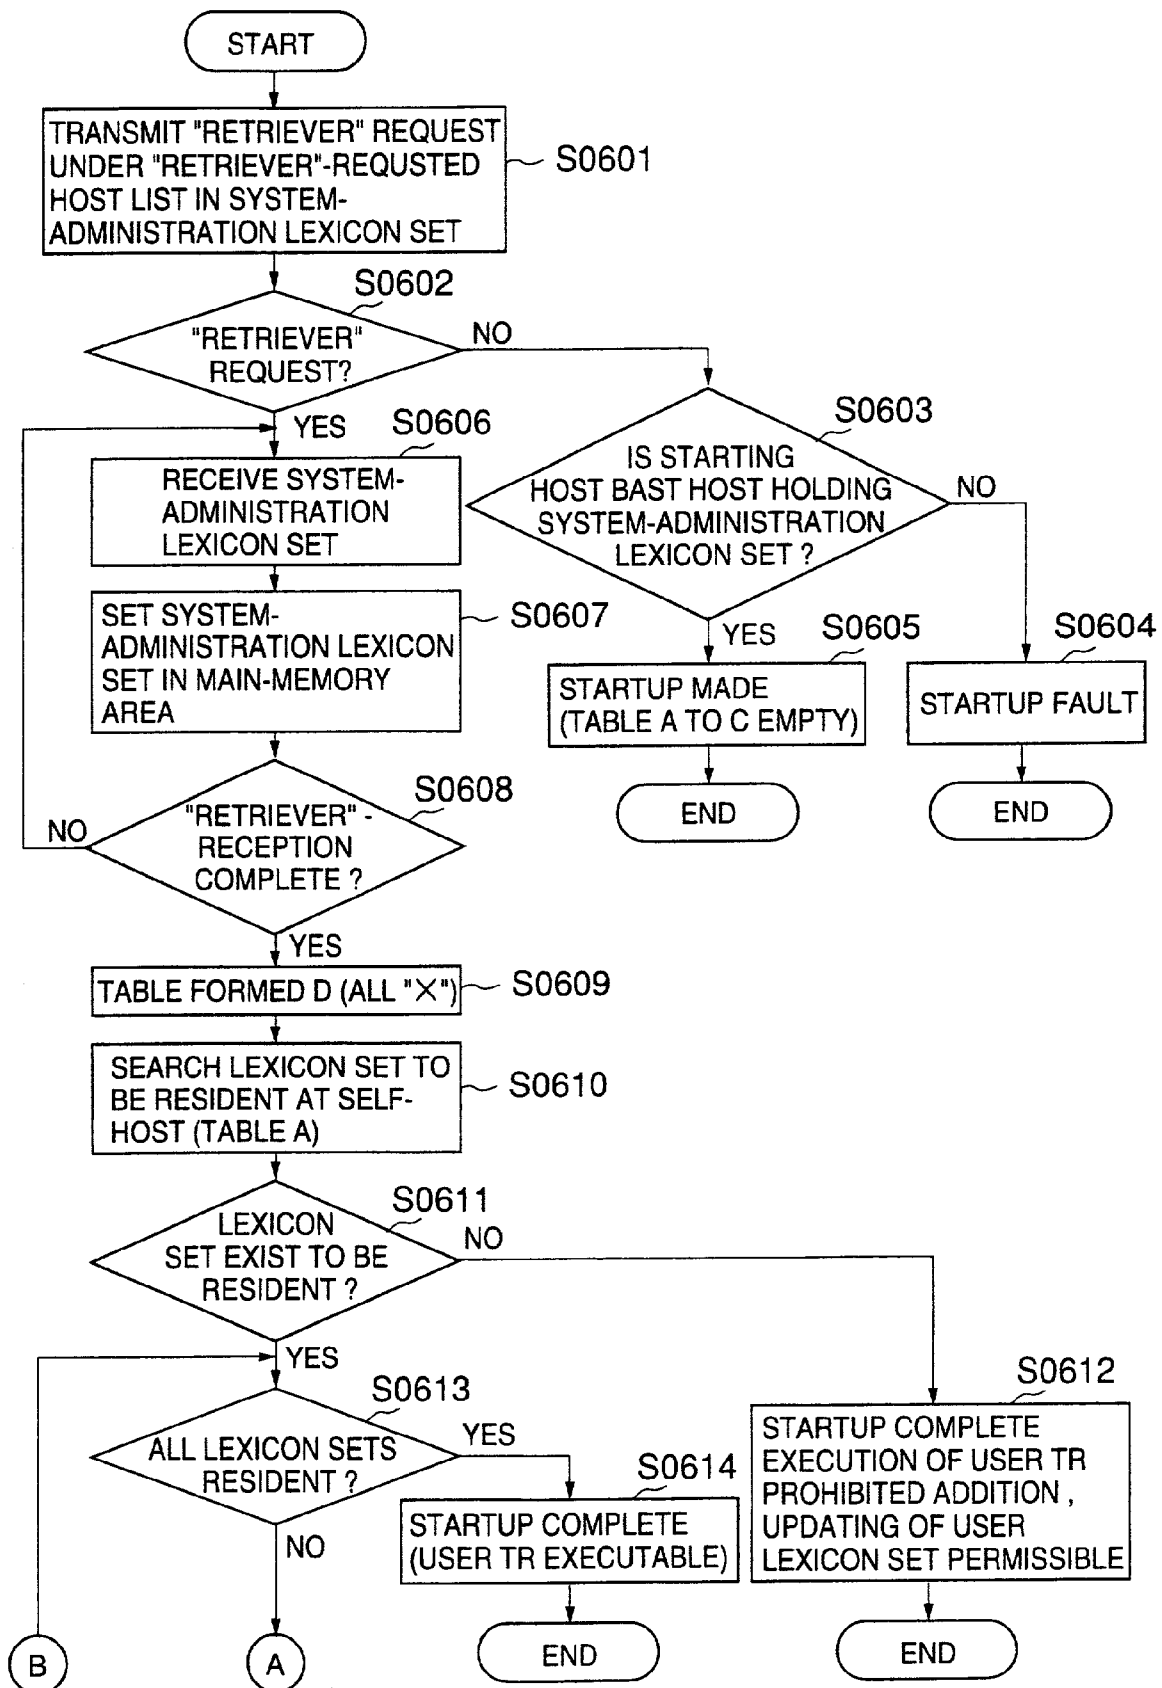 START
TRANSMIT "RETRIEVER" REQUEST
UNDER "RETRIEVER"-REQUSTED
HOST LIST IN SYSTEM-
ADMINISTRATION LEXICON SET
S0601
S0602
"RETRIEVER"
REQUEST?
NO
YES
S0603
IS STARTING
HOST BAST HOST HOLDING
SYSTEM-ADMINISTRATION
LEXICON SET ?
NO
YES
S0606
RECEIVE SYSTEM-
ADMINISTRATION
LEXICON SET
S0607
SET SYSTEM-
ADMINISTRATION LEXICON
SET IN MAIN-MEMORY
AREA
S0605
STARTUP MADE
(TABLE A TO C EMPTY)
END
S0604
STARTUP FAULT
END
S0608
"RETRIEVER" -
RECEPTION
COMPLETE ?
NO
YES
TABLE FORMED D (ALL "X")
S0609
SEARCH LEXICON SET TO
BE RESIDENT AT SELF-
HOST (TABLE A)
S0610
S0611
LEXICON
SET EXIST TO BE
RESIDENT ?
NO
YES
S0613
ALL LEXICON SETS
RESIDENT ?
YES
NO
S0614
STARTUP COMPLETE
(USER TR EXECUTABLE)
END
S0612
STARTUP COMPLETE
EXECUTION OF USER TR
PROHIBITED ADDITION ,
UPDATING OF USER
LEXICON SET PERMISSIBLE
END
B
A